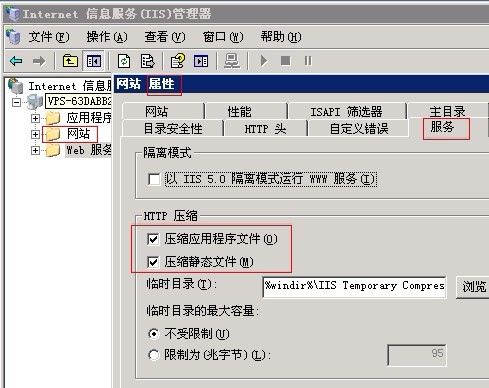 Internet 信息服务(IIS)管理器
文件(F) 操作(A) 查看(V) 窗口(W) 帮助(H)
Internet 信息服
VPS-63DABB2
应用程序
网站
Web 服务
网站 属性
网站 性能 ISAPI 筛选器 主目录
目录安全性 HTTP 头 自定义错误 服务
隔离模式
以 IIS 5.0 隔离模式运行 WWW 服务(I)
HTTP 压缩
压缩应用程序文件(O)
压缩静态文件(M)
临时目录(T): %windir%\IIS Temporary Compres 浏览
临时目录的最大容量:
不受限制(U)
限制为(兆字节)(L): 95